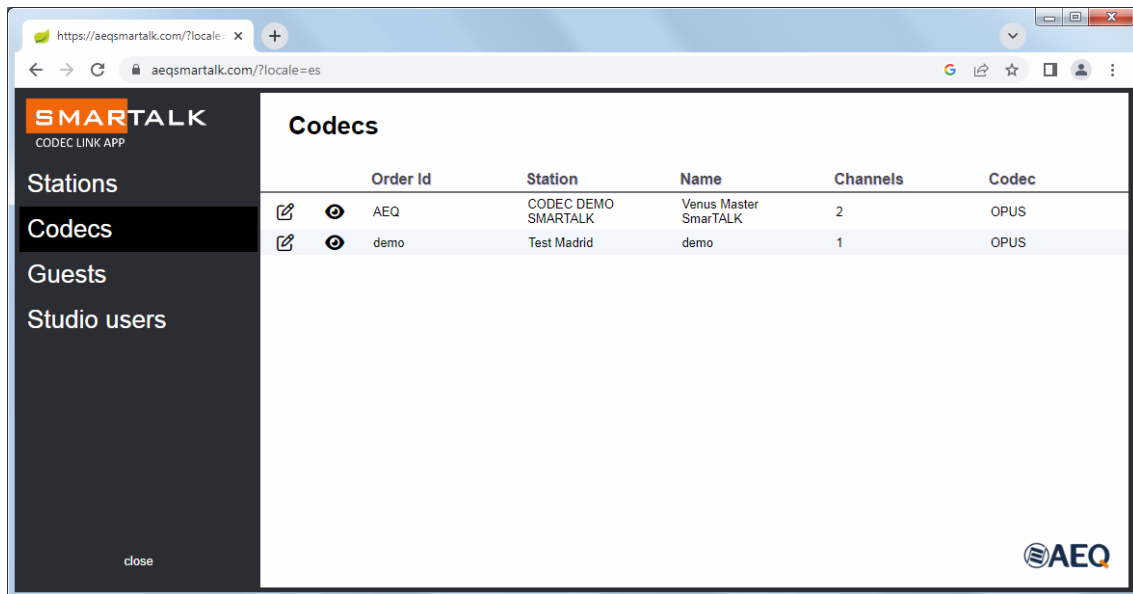 https://aeqsmartalk.com/?locale=
aeqsmartalk.com/?locale=es
SMARTALK
CODEC LINK APP
Stations
Codecs
Guests
Studio users
close
Codecs
Order Id Station Name Channels Codec
AEQ CODEC DEMO SMARTALK Venus Master SmarTALK 2 OPUS
demo Test Madrid demo 1 OPUS
AEQ